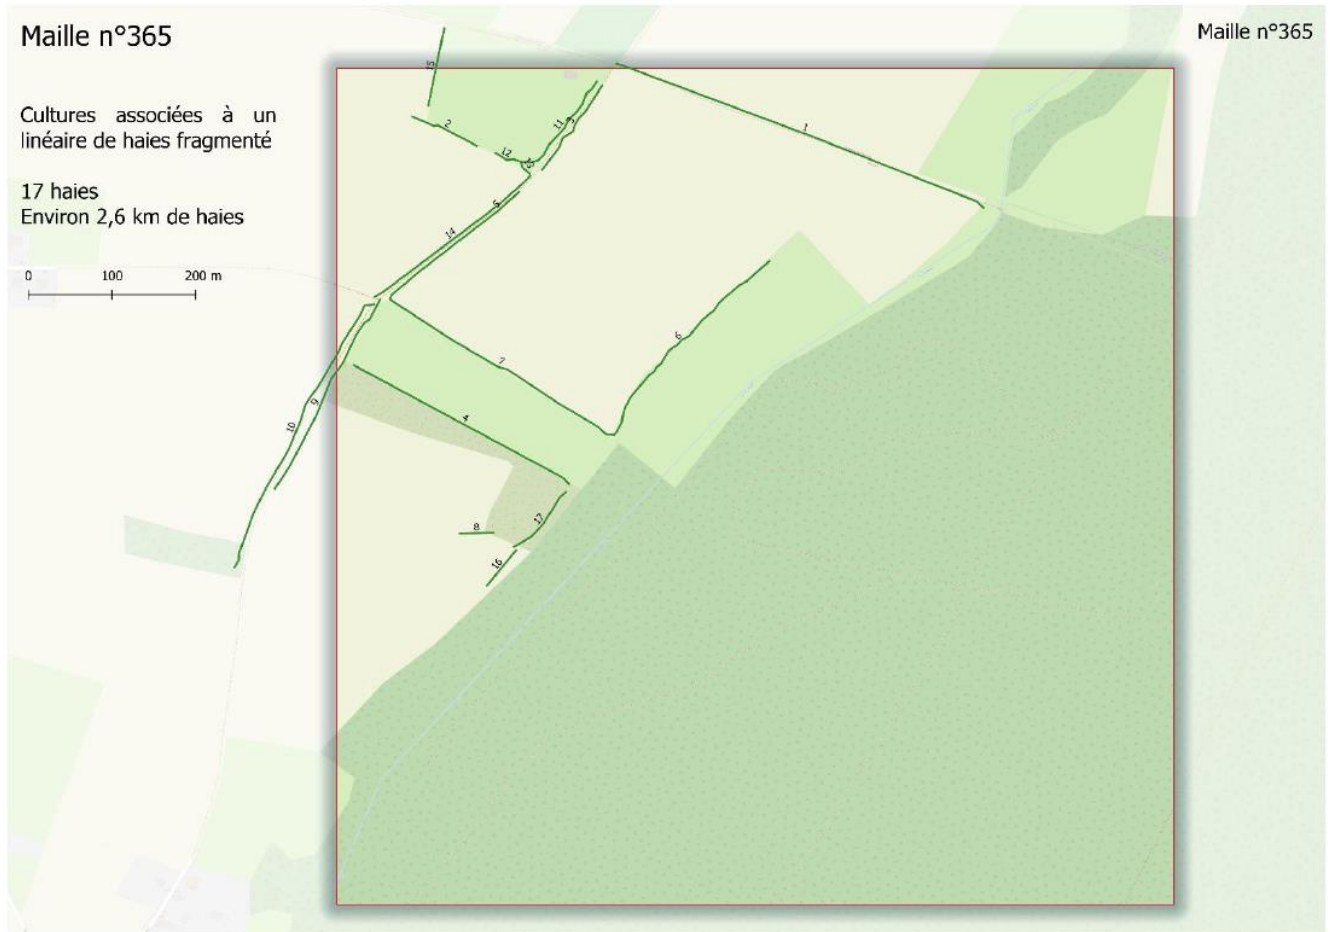 Maille n°365
Maille n°365
Cultures associées à un
linéaire de haies fragmenté
17 haies
Environ 2,6 km de haies
0 100 200 m
15
2
12
13
11
3
1
5
14
7
6
4
9
10
8
17
16